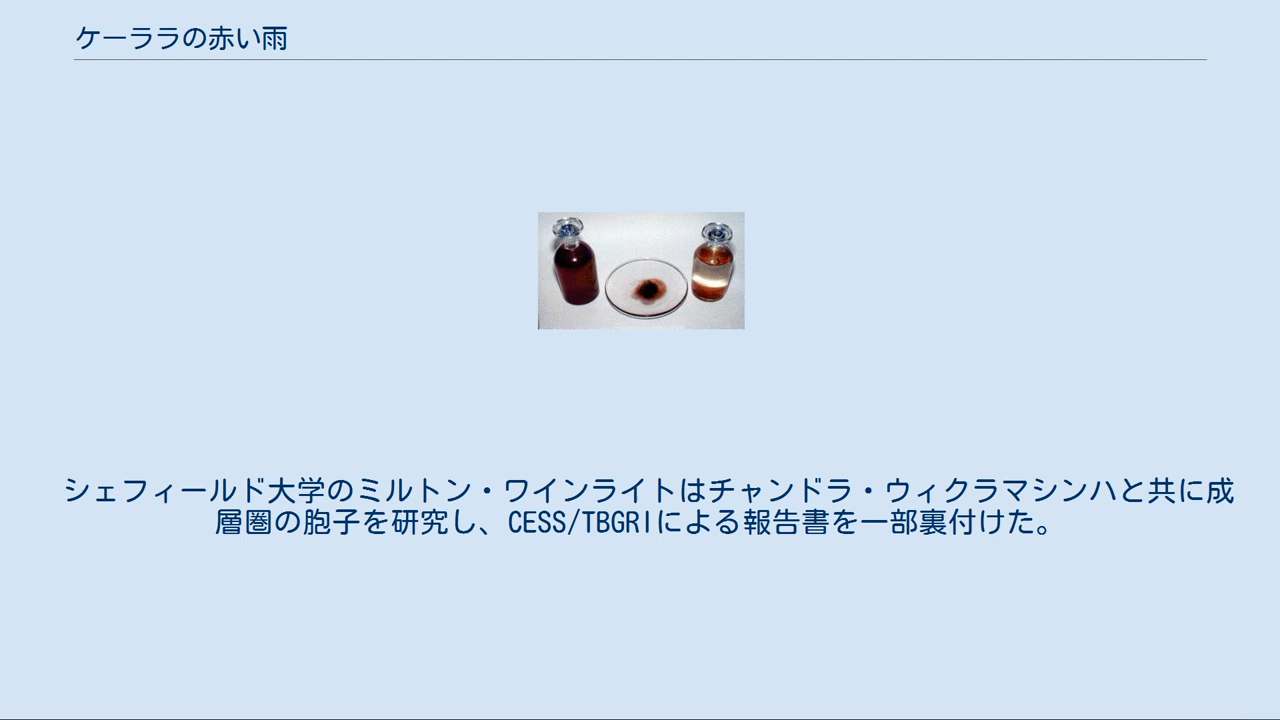 ケーララの赤い雨
シェフィールド大学のミルトン・ワインライトはチャンドラ・ウィクラマシンハと共に成
層圏の胞子を研究し、CESS/TBGRIによる報告書を一部裏付けた。